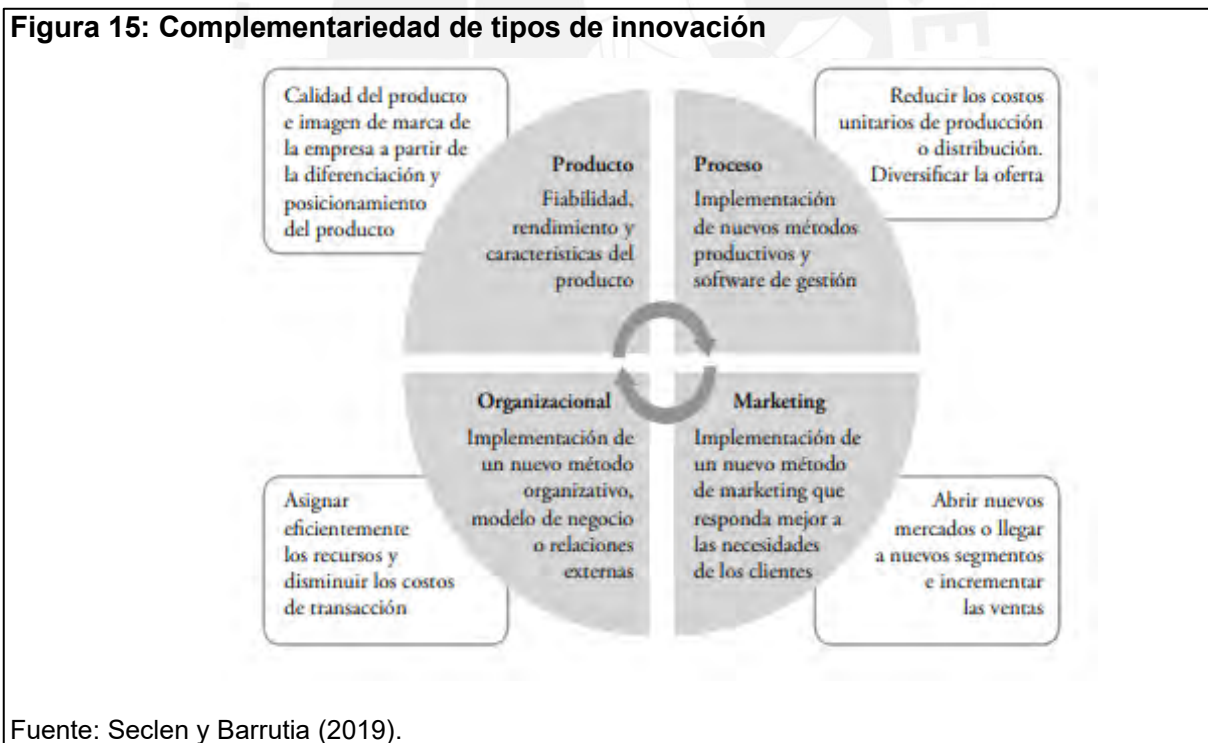 Figura 15: Complementariedad de tipos de innovación
Calidad del producto
e imagen de marca de
la empresa a partir de
la diferenciación y
posicionamiento
del producto
Producto
Fiabilidad,
rendimiento y
características del
producto
Proceso
Implementación
de nuevos métodos
productivos y
software de gestión
Reducir los costos
unitarios de producción
o distribución.
Diversificar la oferta
Asignar
eficientemente
los recursos y
disminuir los costos
de transacción
Organizacional
Implementación de
un nuevo método
organizativo,
modelo de negocio
o relaciones
externas
Marketing
Implementación de
un nuevo método
de marketing que
responda mejor a
las necesidades
de los clientes
Abrir nuevos
mercados o llegar
a nuevos segmentos
e incrementar
las ventas
Fuente: Seclen y Barrutia (2019).